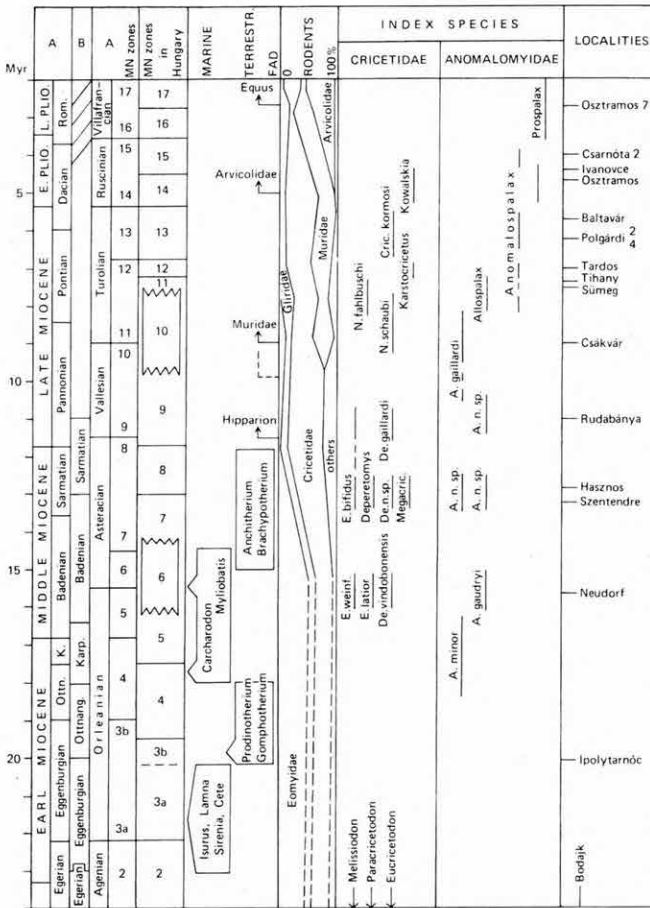 INDEX SPECIES
Myr
A
B
A
MN zones
MN zones in Hungary
MARINE
TERRESTR.
FAD
0 RODENTS 100%
CRICETIDAE
ANOMALOMYIDAE
LOCALITIES
5
10
15
20
L. PLIO.
E. PLIO.
LATE MIOCENE
MIDDLE MIOCENE
EARL MIOCENE
Rom.
Dacian
Pontian
Pannonian
Sarmatian
Badenian
K.
Ottn.
Eggenburgian
Egerian
Sarmatian
Badenian
Karp.
Ottnang.
Eggenburgian
Egerian
Villafran-
cian
Ruscinian
Turolian
Vallesian
Asteracian
Orleanian
Agenian
17
16
15
14
13
12
11
10
9
8
7
6
5
4
3b
3a
2
17
16
15
14
13
12
11
10
9
8
7
6
5
4
3b
3a
2
Carcharodon
Myliobatis
Isurus, Lamna
Sirenia, Cete
Anchitherium
Brachypotherium
Prodinotherium
Gomphotherium
Equus
Arvicolidae
Muridae
Hipparion
Gliridae
Eomyidae
Cricetidae
Muridae
Arvicolidae
others
Kowalskia
Cric. kormosi
Karstocricetus
N. fahlbuschi
N. schaubi
De. gaillardi
E. bifidus
Deperetomys
De. n. sp.
Megacric.
E. weinf.
E. latior
De. vindobonensis
Melissiodon
Paracricetodon
Eucricetodon
Prospalax
Anomalospalax
Allospalax
A. gaillardi
A. n. sp.
A. n. sp.
A. n. sp.
A. gaudryi
A. minor
Osztramos 7
Csarnóta 2
Ivanovce
Osztramos
Baltavár
Polgárdi 2
4
Tardos
Tihany
Sümeg
Csákvár
Rudabánya
Hasznos
Szentendre
Neudorf
Ipolytarnóc
Bodajk